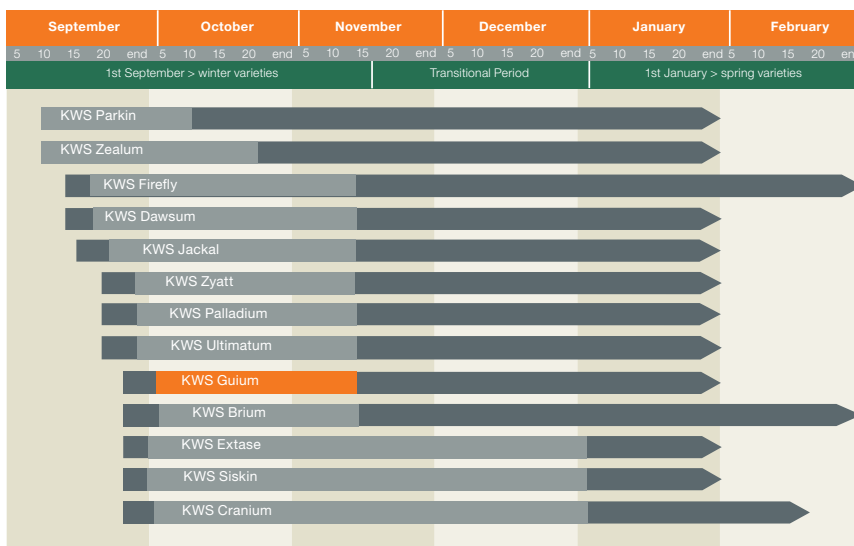 September October November December January February
5 10 15 20 end 5 10 15 20 end 5 10 15 20 end 5 10 15 20 end 5 10 15 20 end 5 10 15 20 en
1st September > winter varieties Transitional Period 1st January > spring varieties
KWS Parkin
KWS Zealum
KWS Firefly
KWS Dawsum
KWS Jackal
KWS Zyatt
KWS Palladium
KWS Ultimatum
KWS Guium
KWS Brium
KWS Extase
KWS Siskin
KWS Cranium